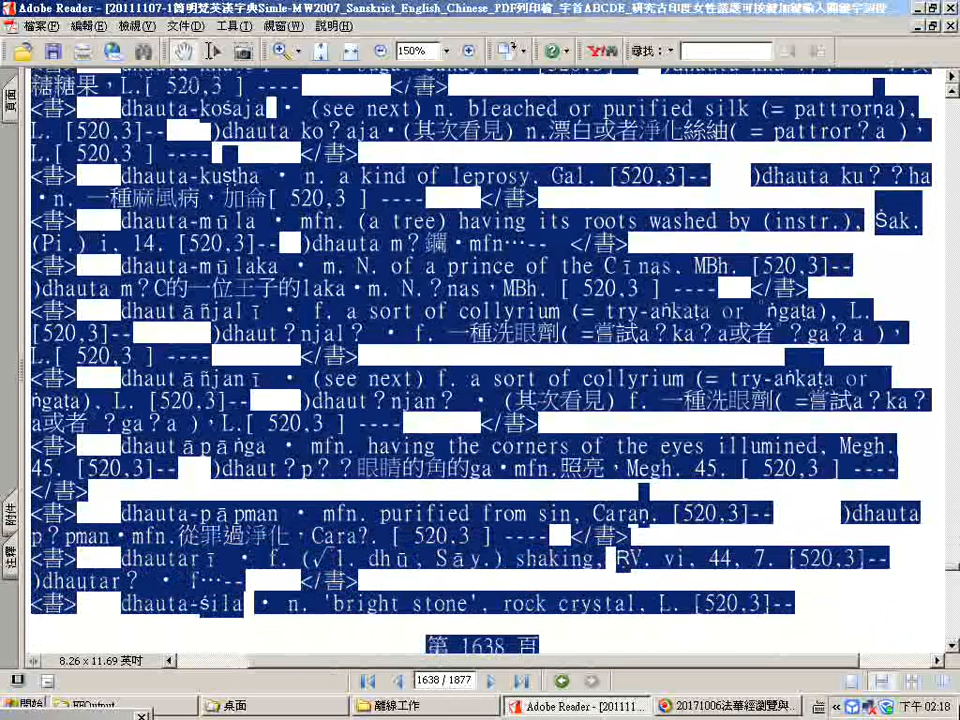 Adobe Reader - [20111107-1簡明梵英漢字典Simle-MW2007_Sanskrict_English_Chinese_PDF列印檔_字首ABCDE_研究古印度女性議題可按
檔案(F) 編輯(E) 檢視(V) 文件(D) 工具(T) 視窗(W) 說明(H)
150% 尋找：
頁面
糖糖果，L.[ 520,3 ] ---- </書>
<書> dhauta-kośaja • (see next) n. bleached or purified silk (= pattrorṇa),
L. [520,3]-- )dhauta ko?aja•(其次看見) n.漂白或者淨化絲紬( = pattror?a )，
L.[ 520,3 ] ---- </書>
<書> dhauta-kuṣṭha • n. a kind of leprosy, Gal. [520,3]-- )dhauta ku??ha
•n. 一種麻風病，加侖[ 520,3 ] ---- </書>
<書> dhauta-mūla • mfn. (a tree) having its roots washed by (instr.), Śak.
(Pi.) i, 14. [520,3]-- )dhauta m?鑭•mfn…-- </書>
<書> dhauta-mūlaka • m. N. of a prince of the Cīnas, MBh. [520,3]--
)dhauta m?C的一位王子的laka•m. N.?nas，MBh. [ 520,3 ] ---- </書>
<書> dhautāñjalī • f. a sort of collyrium (= try-aṅkaṭa or ˚ṅgaṭa), L.
[520,3]-- )dhaut?njal? • f. 一種洗眼劑( =嘗試a?ka?a或者˚?ga?a )，
L.[ 520,3 ] ---- </書>
<書> dhautāñjanī • (see next) f. a sort of collyrium (= try-aṅkaṭa or
ṅgaṭa), L. [520,3]-- )dhaut?njan? • (其次看見) f. 一種洗眼劑( =嘗試a?ka?
a或者 ?ga?a )，L.[ 520,3 ] ---- </書>
<書> dhautāpāṅga • mfn. having the corners of the eyes illumined, Megh.
45. [520,3]-- )dhaut?p??眼睛的角的ga•mfn.照亮，Megh. 45. [ 520,3 ] ----
</書>
<書> dhauta-pāpman • mfn. purified from sin, Caraṇ. [520,3]-- )dhauta
p?pman•mfn.從罪過淨化，Cara?. [ 520,3 ] ---- </書>
<書> dhautarī • f. (√1. dhū, Sāy.) shaking, ṚV. vi, 44, 7. [520,3]--
)dhautar? • f…-- </書>
<書> dhauta-śila • n. 'bright stone', rock crystal, L. [520,3]--
第 1638 頁
附件
注釋
8.26 x 11.69 英吋
1638 / 1877
開始 桌面 離線工作 Adobe Reader - [201111... 20171006法華經瀏覽與... 下午 02:18